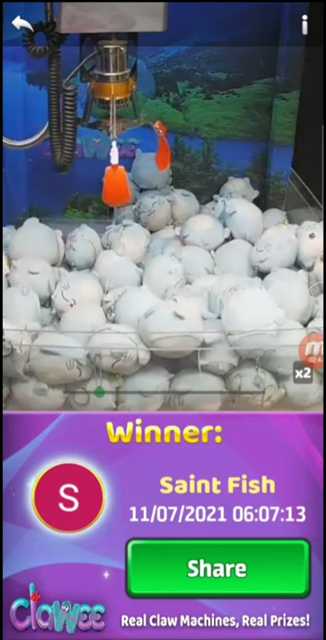 i
x2
Winner:
S
Saint Fish
11/07/2021 06:07:13
Share
Clawee
Real Claw Machines, Real Prizes!